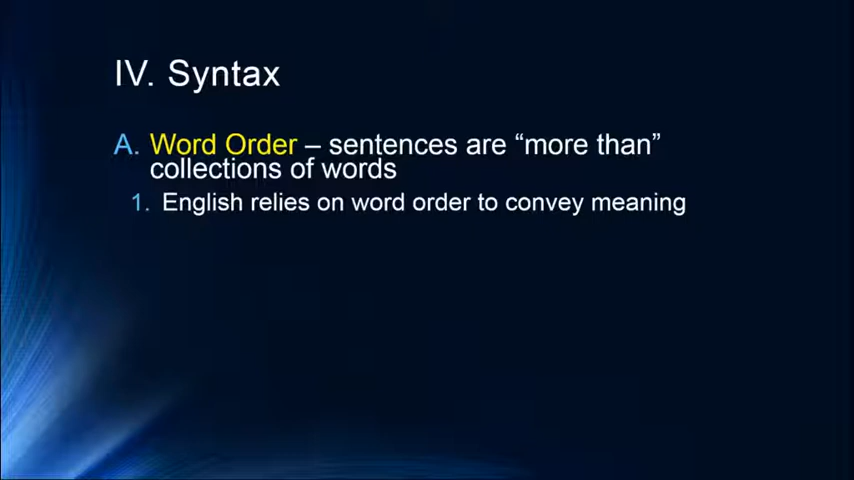 IV. Syntax
A. Word Order – sentences are “more than”
collections of words
1. English relies on word order to convey meaning